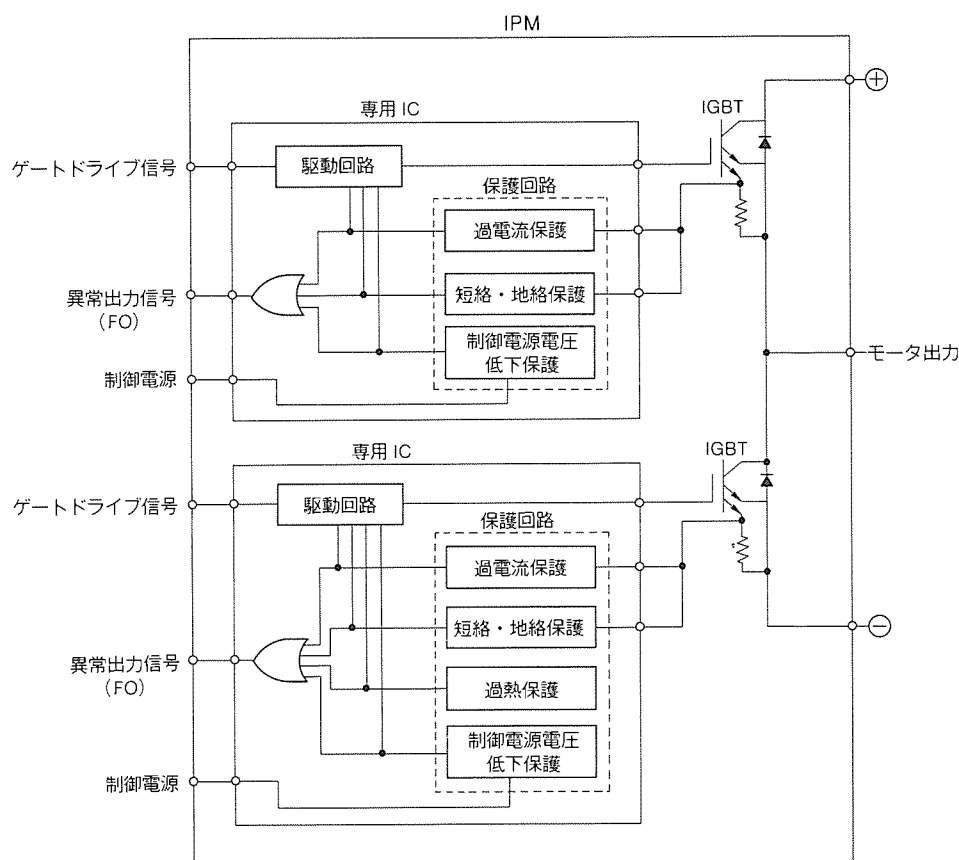 IPM
専用 IC
IGBT
ゲートドライブ信号
駆動回路
保護回路
過電流保護
異常出力信号
(FO)
短絡・地絡保護
制御電源電圧
低下保護
制御電源
モータ出力
専用 IC
IGBT
ゲートドライブ信号
駆動回路
保護回路
過電流保護
短絡・地絡保護
異常出力信号
(FO)
過熱保護
制御電源電圧
低下保護
制御電源